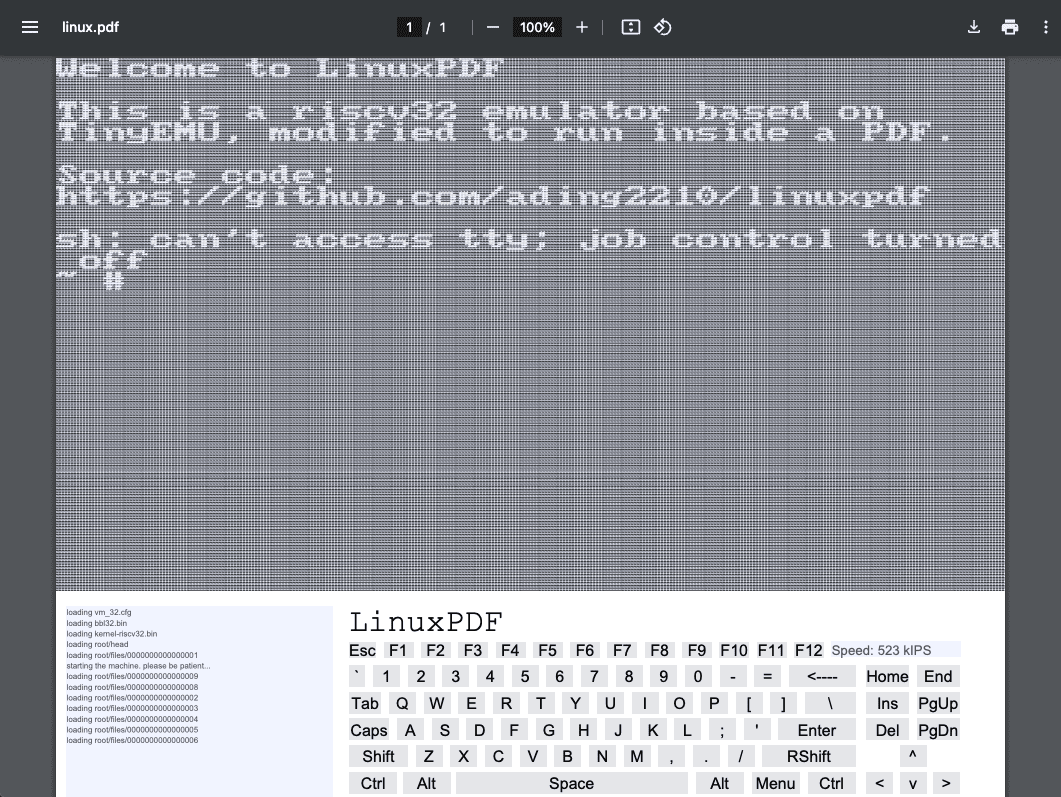 linux.pdf
1 / 1
100%
Welcome to LinuxPDF
This is a riscv32 emulator based on
TinyEMU, modified to run inside a PDF.
Source code:
https://github.com/ading2210/linuxpdf
sh: can't access tty; job control turned
off
~ #
loading vm_32.cfg
loading bbl32.bin
loading kernel-riscv32.bin
loading root/head
loading root/files/0000000000000001
starting the machine. please be patient...
loading root/files/0000000000000009
loading root/files/0000000000000008
loading root/files/0000000000000002
loading root/files/0000000000000003
loading root/files/0000000000000004
loading root/files/0000000000000005
loading root/files/0000000000000006
LinuxPDF
Esc F1 F2 F3 F4 F5 F6 F7 F8 F9 F10 F11 F12 Speed: 523 kIPS
` 1 2 3 4 5 6 7 8 9 0 - = <---- Home End
Tab Q W E R T Y U I O P [ ] \ Ins PgUp
Caps A S D F G H J K L ; ' Enter Del PgDn
Shift Z X C V B N M , . / RShift ^
Ctrl Alt Space Alt Menu Ctrl < v >